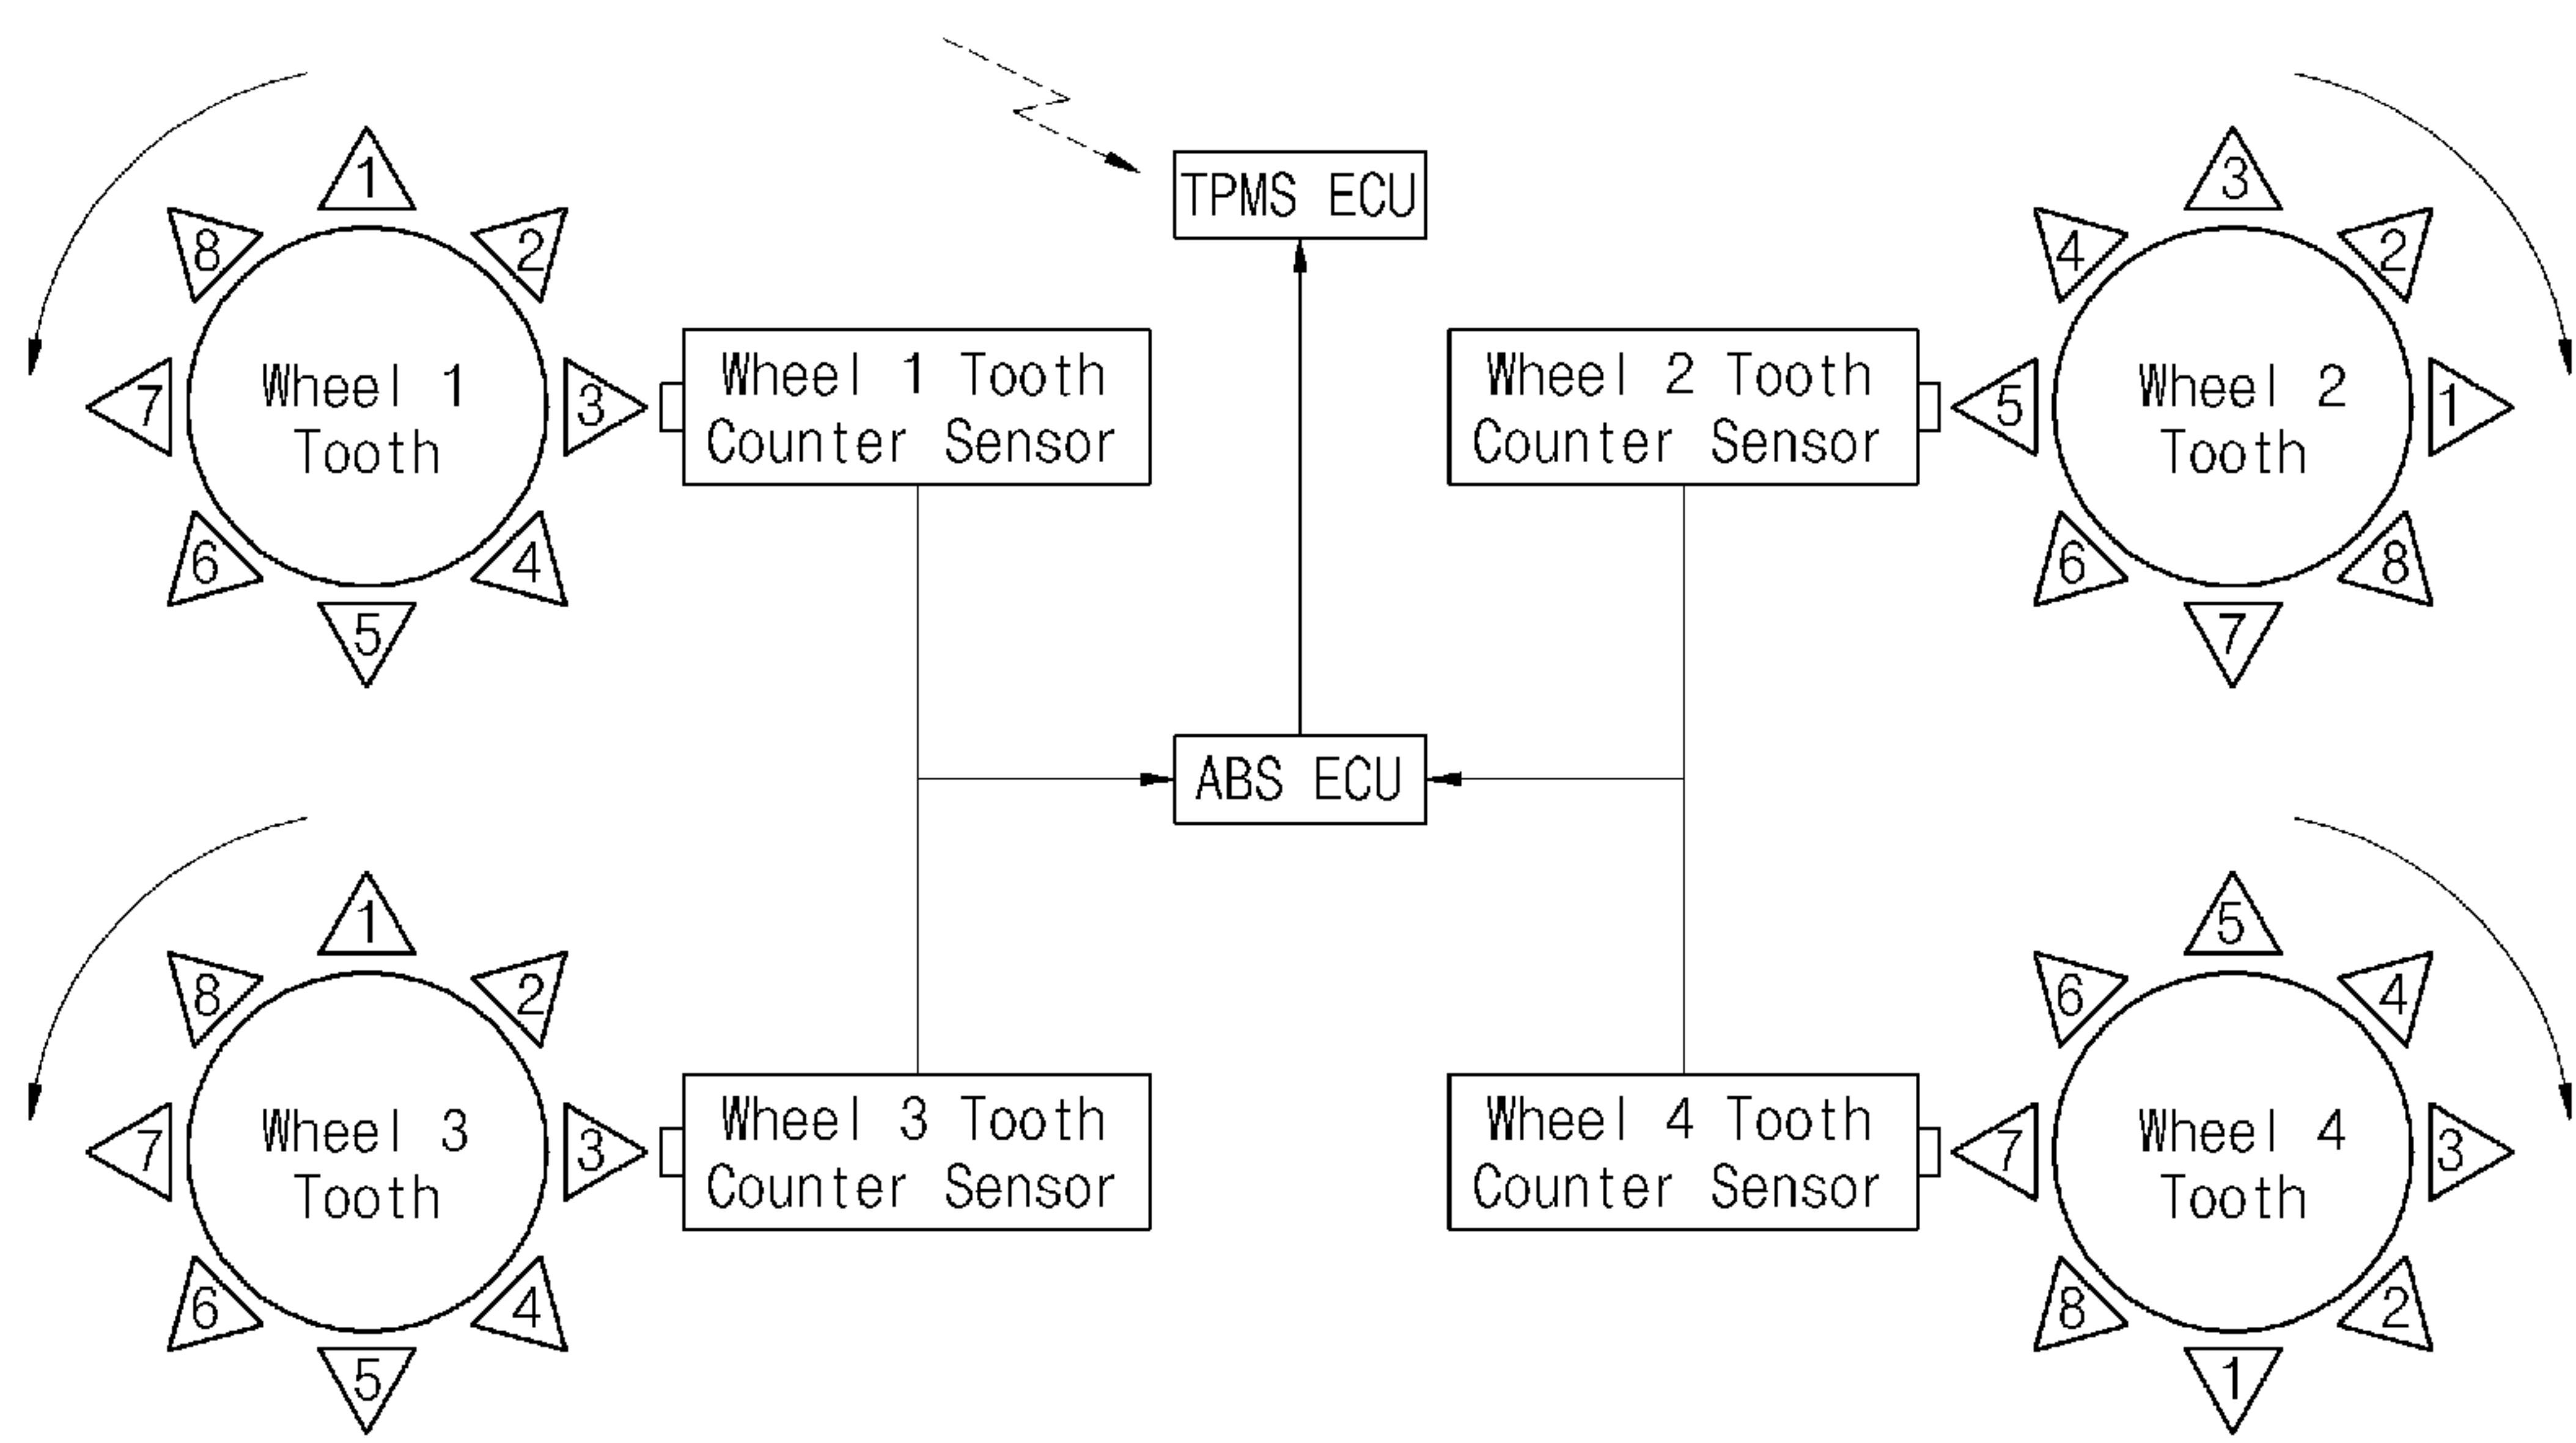 1
8
2
Wheel 1
Tooth
7
3
6
4
5
Wheel 1 Tooth
Counter Sensor
TPMS ECU
Wheel 2 Tooth
Counter Sensor
3
4
2
5
Wheel 2
Tooth
1
6
8
7
ABS ECU
1
8
2
Wheel 3
Tooth
7
3
6
4
5
Wheel 3 Tooth
Counter Sensor
Wheel 4 Tooth
Counter Sensor
5
6
4
7
Wheel 4
Tooth
3
8
2
1